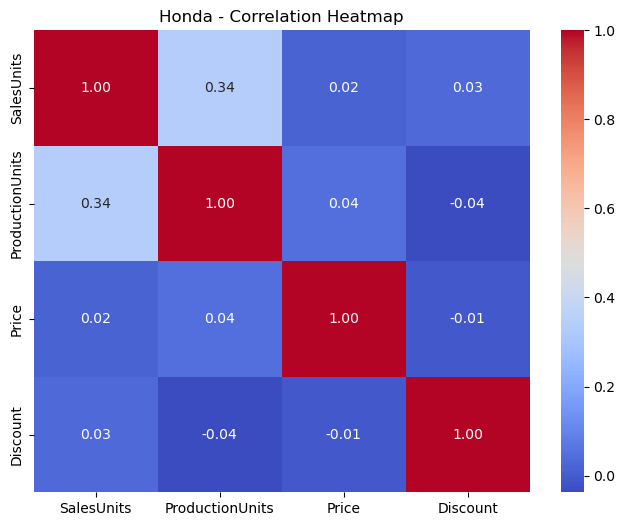 Honda - Correlation Heatmap
SalesUnits 1.00 0.34 0.02 0.03
ProductionUnits 0.34 1.00 0.04 -0.04
Price 0.02 0.04 1.00 -0.01
Discount 0.03 -0.04 -0.01 1.00
SalesUnits ProductionUnits Price Discount
1.0
0.8
0.6
0.4
0.2
0.0